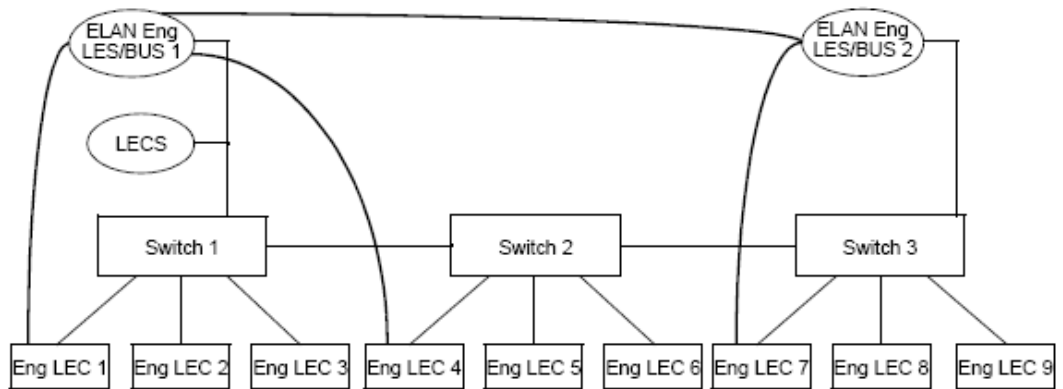 ELAN Eng
LES/BUS 1
ELAN Eng
LES/BUS 2
LECS
Switch 1
Switch 2
Switch 3
Eng LEC 1
Eng LEC 2
Eng LEC 3
Eng LEC 4
Eng LEC 5
Eng LEC 6
Eng LEC 7
Eng LEC 8
Eng LEC 9